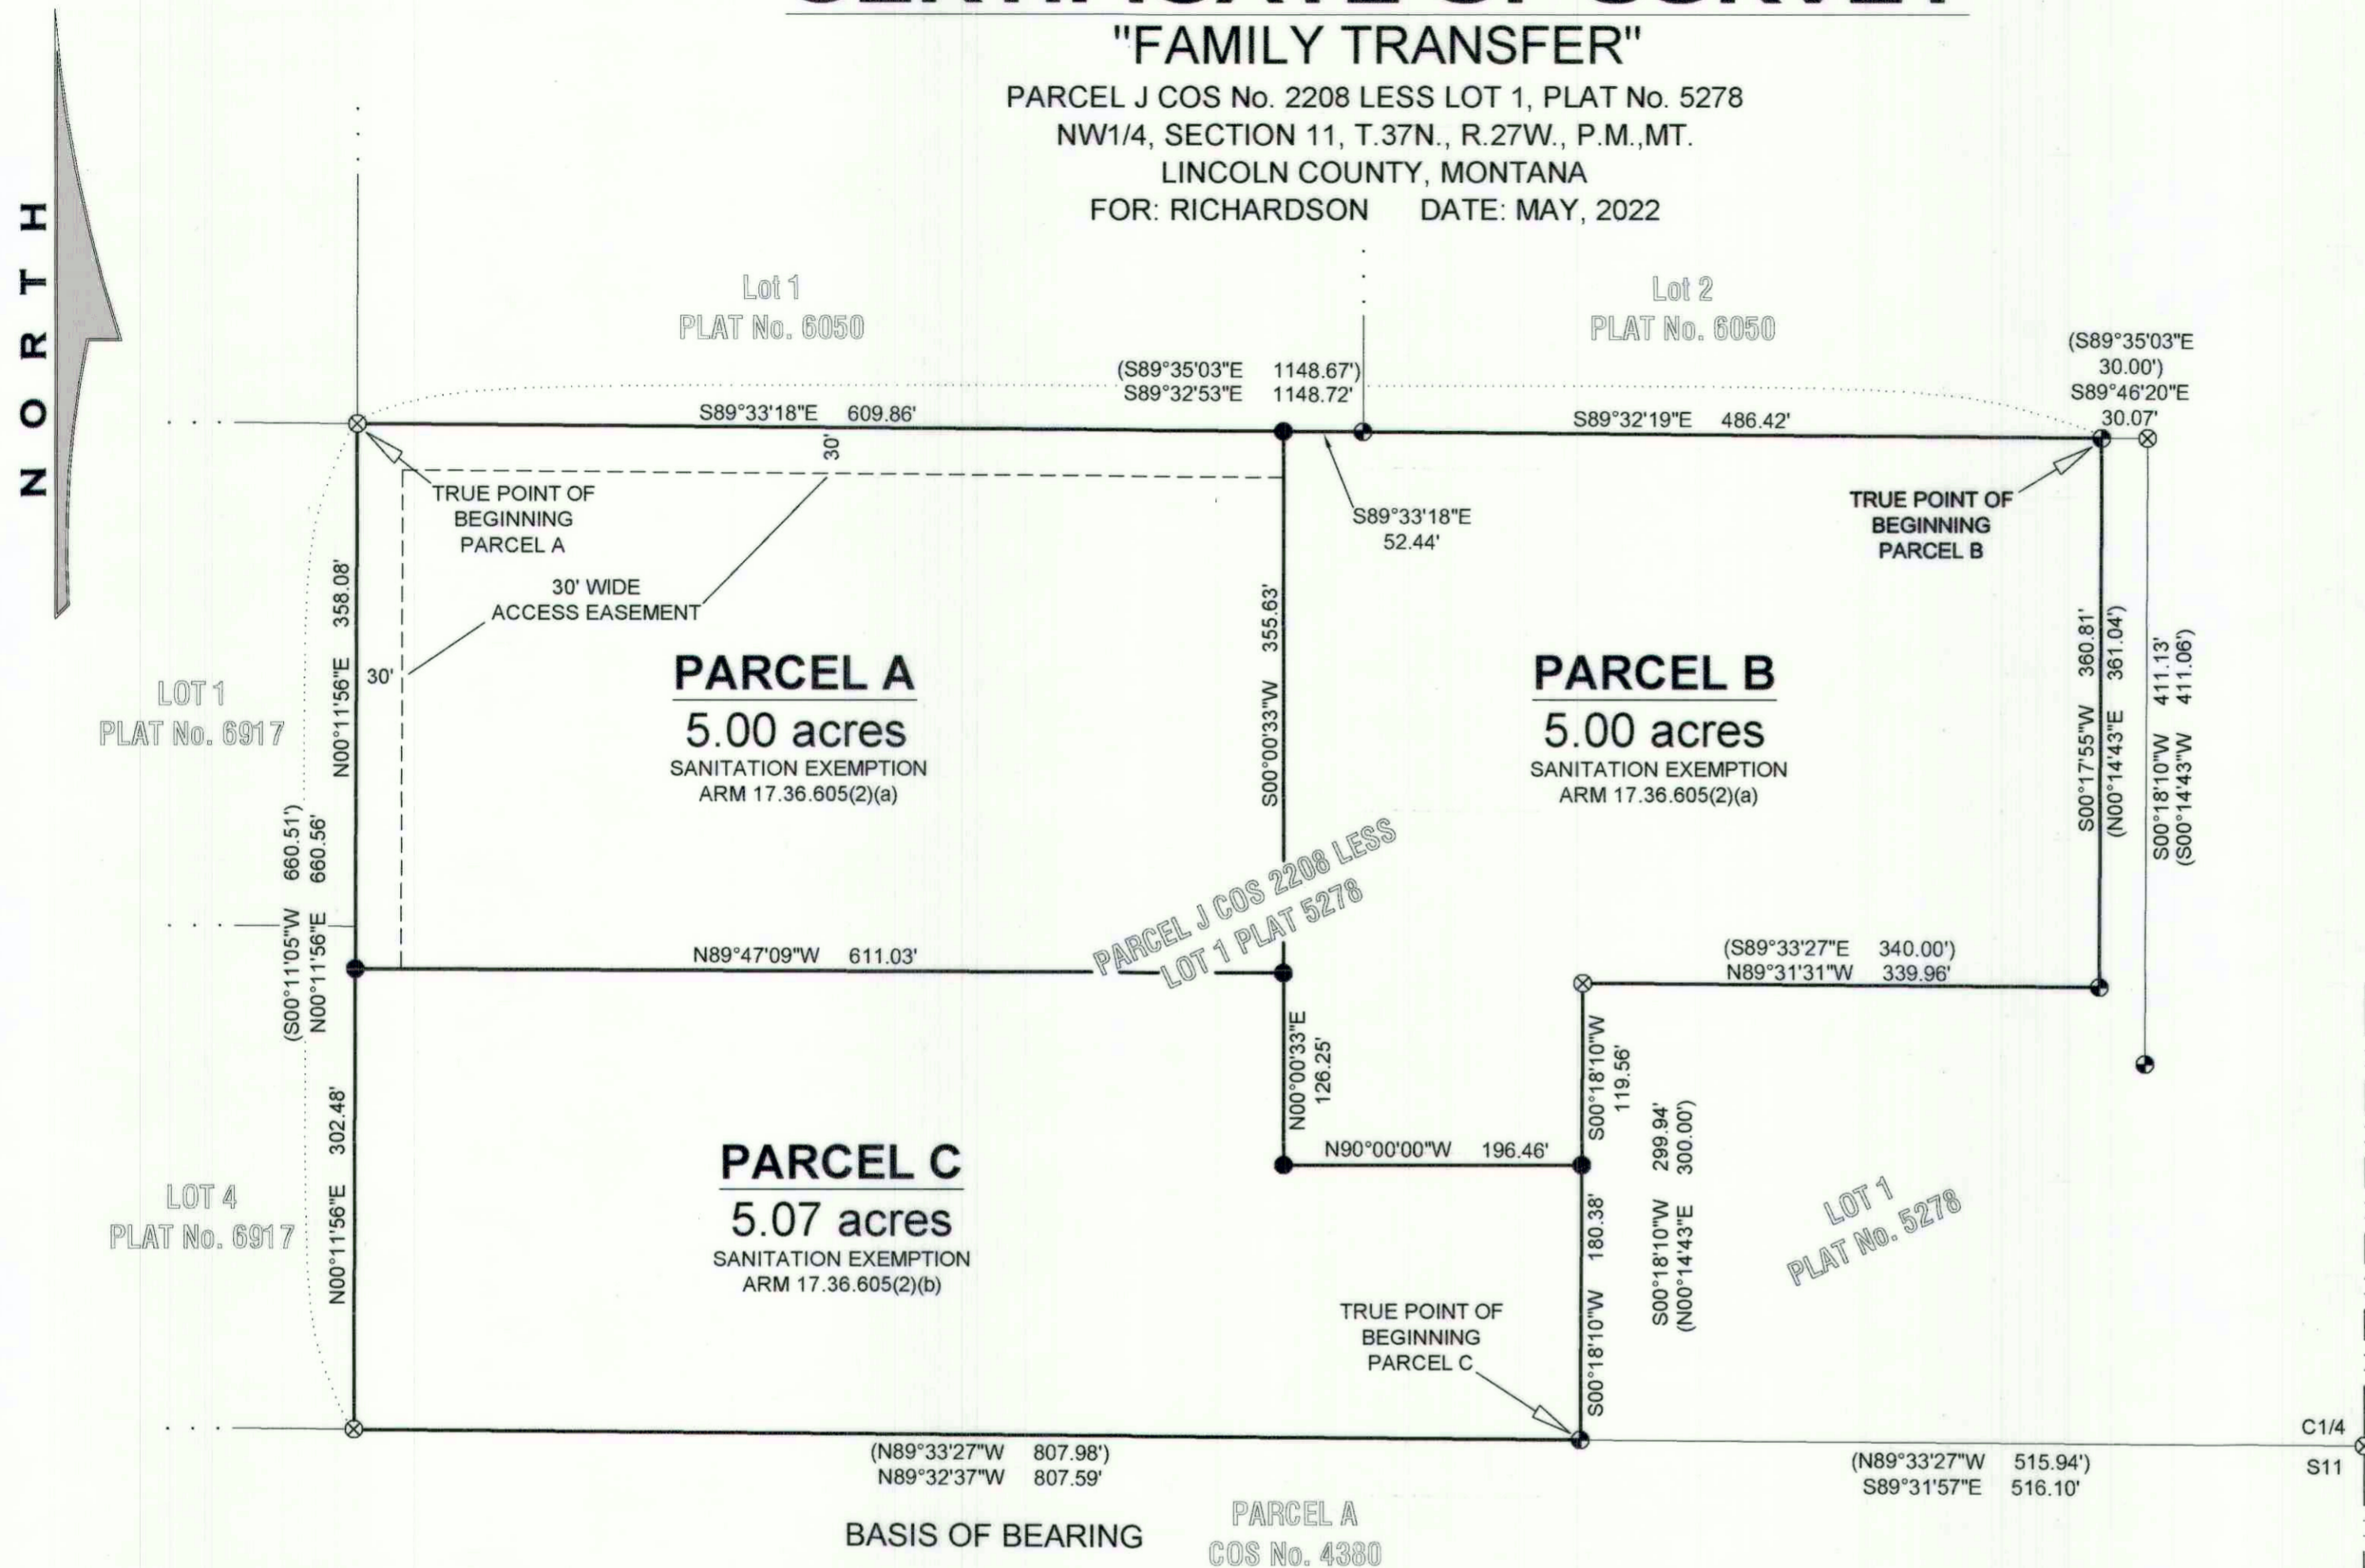 CERTIFICATE OF SURVEY
"FAMILY TRANSFER"
PARCEL J COS No. 2208 LESS LOT 1, PLAT No. 5278
NW1/4, SECTION 11, T.37N., R.27W., P.M.,MT.
LINCOLN COUNTY, MONTANA
FOR: RICHARDSON DATE: MAY, 2022
NORTH
Lot 1
PLAT No. 6050
Lot 2
PLAT No. 6050
(S89°35'03"E 1148.67')
S89°32'53"E 1148.72'
(S89°35'03"E
30.00')
S89°46'20"E
30.07'
S89°33'18"E 609.86'
S89°32'19"E 486.42'
30'
S89°33'18"E
52.44'
TRUE POINT OF
BEGINNING
PARCEL A
TRUE POINT OF
BEGINNING
PARCEL B
30' WIDE
ACCESS EASEMENT
30'
N00°11'56"E 358.08'
LOT 1
PLAT No. 6917
PARCEL A
5.00 acres
SANITATION EXEMPTION
ARM 17.36.605(2)(a)
S00°00'33"W 355.63'
PARCEL B
5.00 acres
SANITATION EXEMPTION
ARM 17.36.605(2)(a)
S00°17'55"W 360.81'
(N00°14'43"E 361.04')
S00°18'10"W 411.13'
(S00°14'43"W 411.06')
(S00°11'05"W 660.51')
N00°11'56"E 660.56'
PARCEL J COS 2208 LESS
LOT 1 PLAT 5278
N89°47'09"W 611.03'
(S89°33'27"E 340.00')
N89°31'31"W 339.96'
N00°00'33"E
126.25'
S00°18'10"W
119.56'
N90°00'00"W 196.46'
N00°11'56"E 302.48'
LOT 4
PLAT No. 6917
PARCEL C
5.07 acres
SANITATION EXEMPTION
ARM 17.36.605(2)(b)
S00°18'10"W 180.38'
S00°18'10"W 299.94'
(N00°14'43"E 300.00')
LOT 1
PLAT No. 5278
TRUE POINT OF
BEGINNING
PARCEL C
(N89°33'27"W 807.98')
N89°32'37"W 807.59'
(N89°33'27"W 515.94')
S89°31'57"E 516.10'
C1/4
S11
BASIS OF BEARING
PARCEL A
COS No. 4380